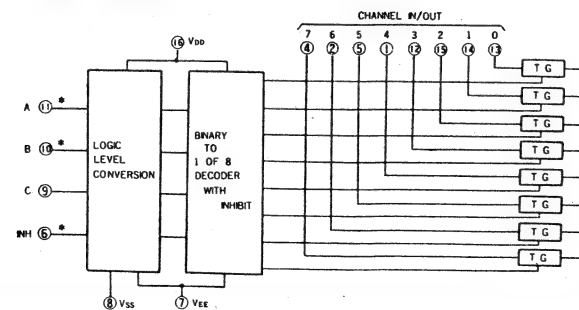 CHANNEL IN/OUT
7 6 5 4 3 2 1 0
④ ② ⑤ ① ⑫ ⑮ ⑭ ⑬
⑯ VDD
TG
TG
TG
TG
TG
TG
TG
TG
A ⑪ *
B ⑩ *
C ⑨
INH ⑥ *
LOGIC
LEVEL
CONVERSION
BINARY
TO
1 OF 8
DECODER
WITH
INHIBIT
⑧ VSS
⑦ VEE